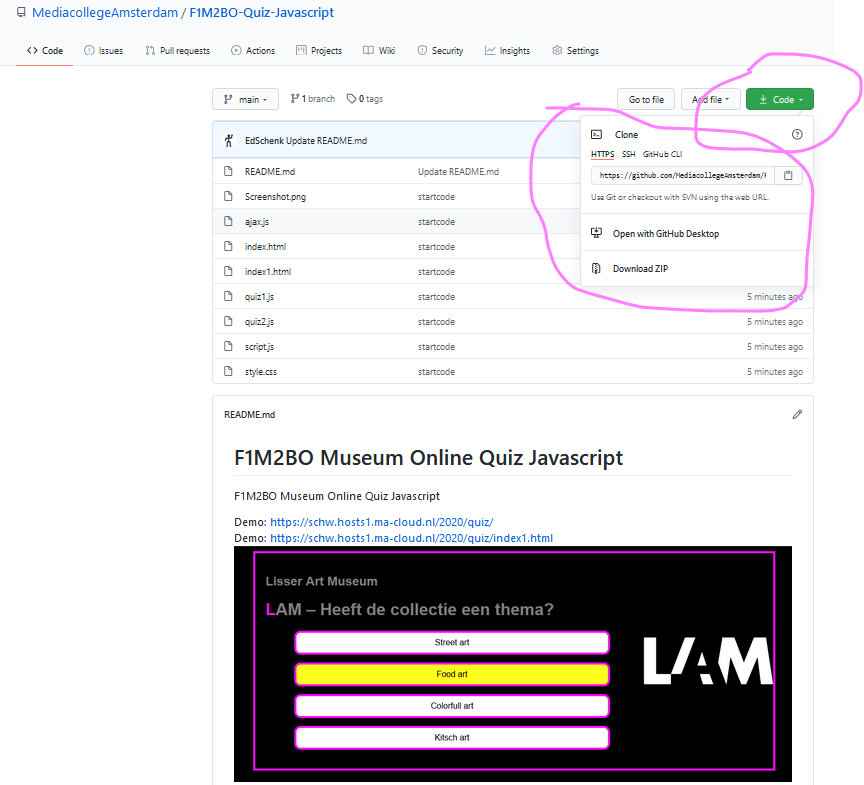 MediacollegeAmsterdam / F1M2BO-Quiz-Javascript
Code Issues Pull requests Actions Projects Wiki Security Insights Settings
main 1 branch 0 tags Go to file Add file Code
EdSchenk Update README.md
README.md Update README.md
Screenshot.png startcode
ajax.js startcode
index.html startcode
index1.html startcode
quiz1.js startcode 5 minutes ago
quiz2.js startcode 5 minutes ago
script.js startcode 5 minutes ago
style.css startcode 5 minutes ago
Clone
HTTPS SSH GitHub CLI
https://github.com/MediacollegeAmsterdam/F
Use Git or checkout with SVN using the web URL.
Open with GitHub Desktop
Download ZIP
README.md
F1M2BO Museum Online Quiz Javascript
F1M2BO Museum Online Quiz Javascript
Demo: https://schw.hosts1.ma-cloud.nl/2020/quiz/
Demo: https://schw.hosts1.ma-cloud.nl/2020/quiz/index1.html
Lisser Art Museum
LAM – Heeft de collectie een thema?
Street art
Food art
Colorfull art
Kitsch art
LAM